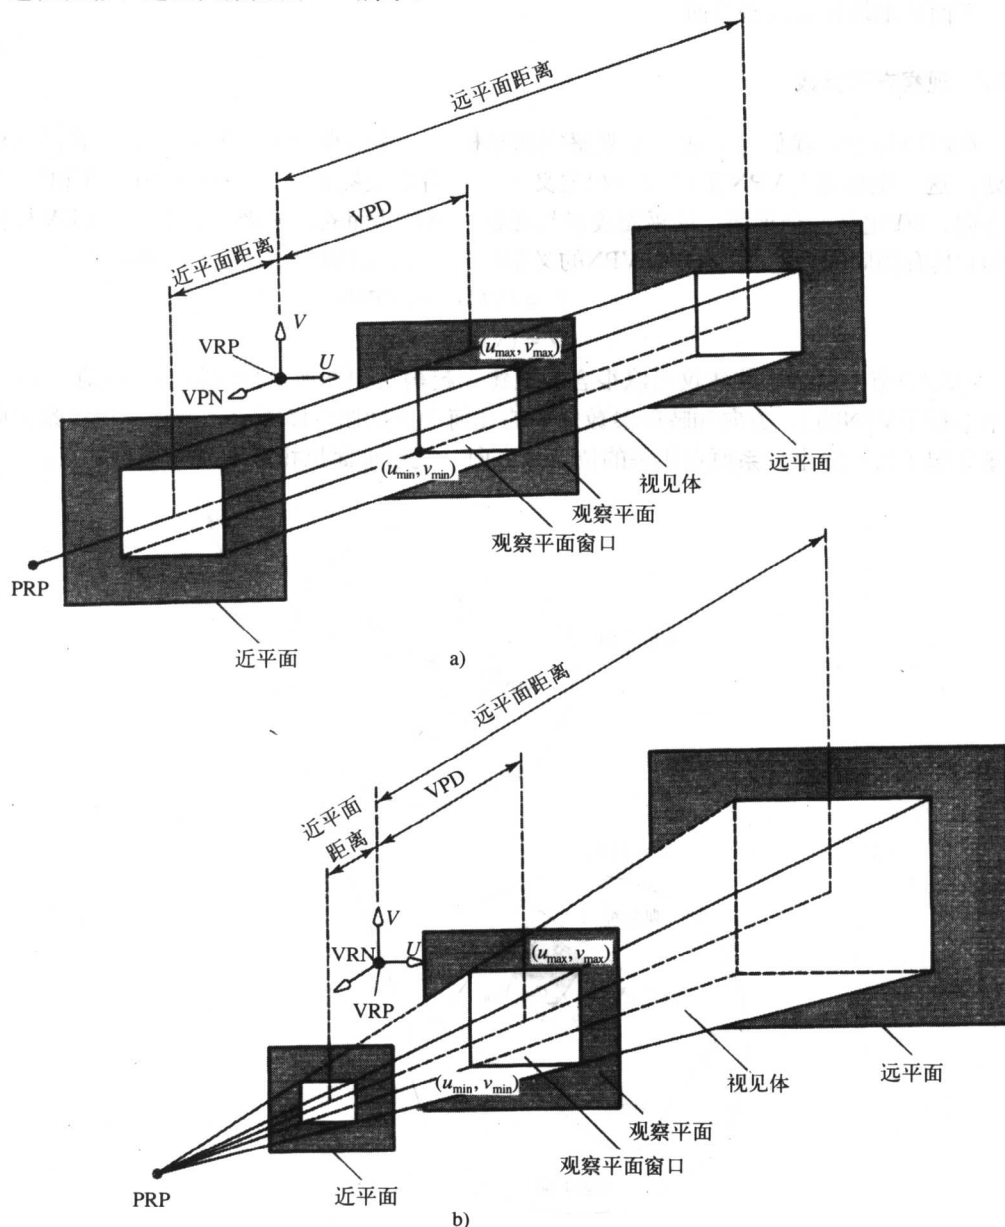 远平面距离
VPD
近平面距离
V
(u_max, v_max)
VRP
U
VPN
(u_min, v_min)
远平面
视见体
观察平面
观察平面窗口
PRP
近平面
a)
远平面距离
VPD
近平面
距离
V
VRN
U
(u_max, v_max)
VRP
(u_min, v_min)
视见体
远平面
观察平面
观察平面窗口
PRP
近平面
b)